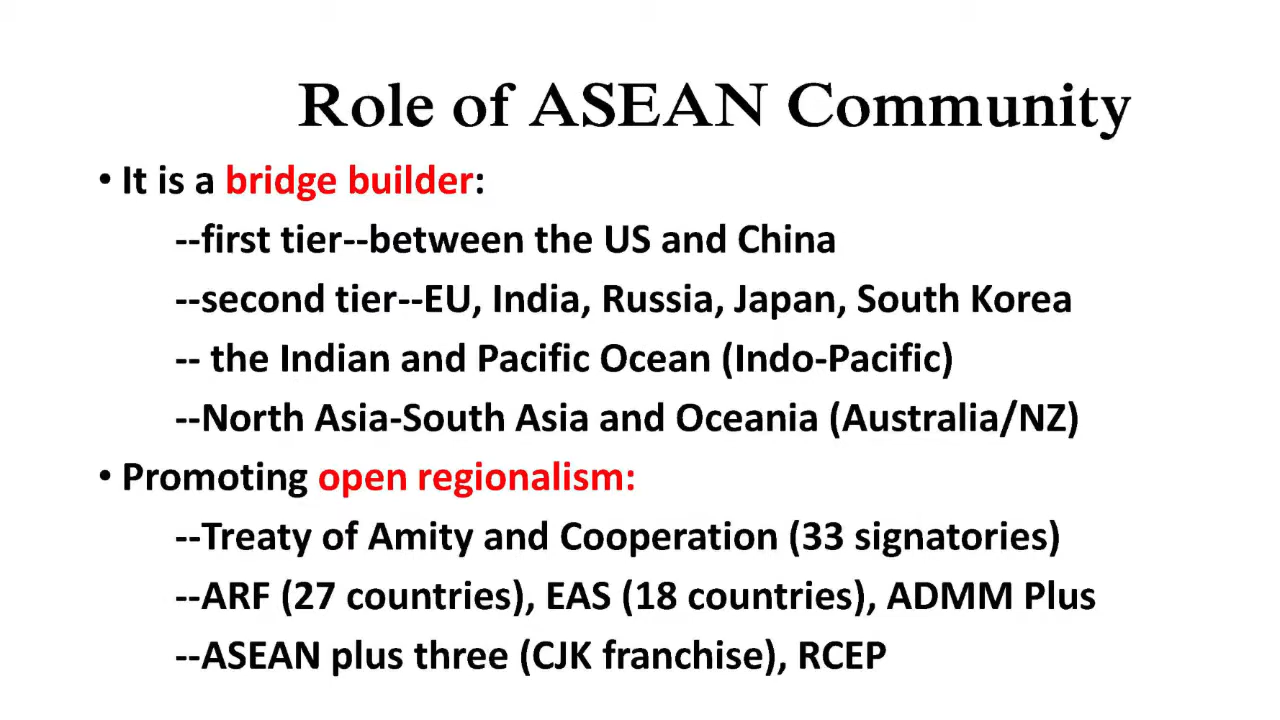 Role of ASEAN Community
• It is a bridge builder:
--first tier--between the US and China
--second tier--EU, India, Russia, Japan, South Korea
-- the Indian and Pacific Ocean (Indo-Pacific)
--North Asia-South Asia and Oceania (Australia/NZ)
• Promoting open regionalism:
--Treaty of Amity and Cooperation (33 signatories)
--ARF (27 countries), EAS (18 countries), ADMM Plus
--ASEAN plus three (CJK franchise), RCEP